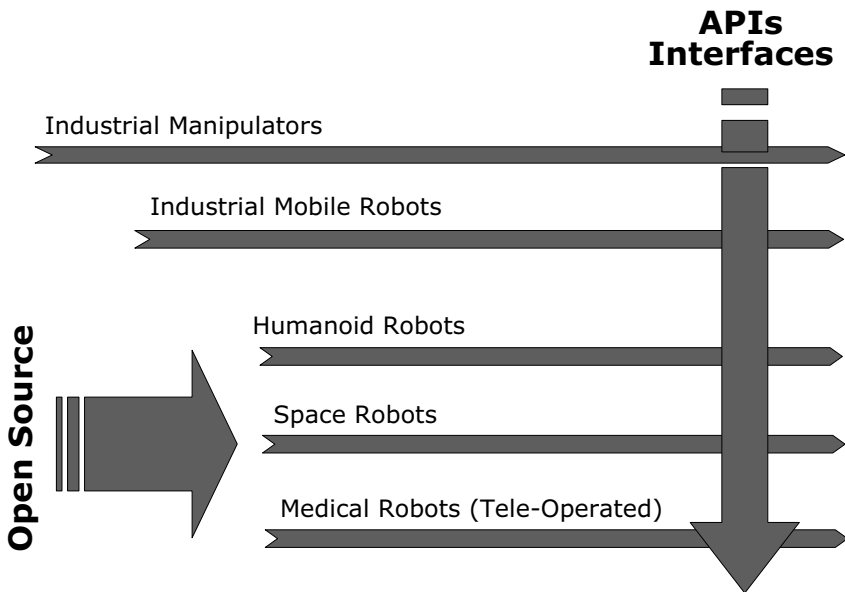 APIs
Interfaces
Industrial Manipulators
Industrial Mobile Robots
Humanoid Robots
Open Source
Space Robots
Medical Robots (Tele-Operated)